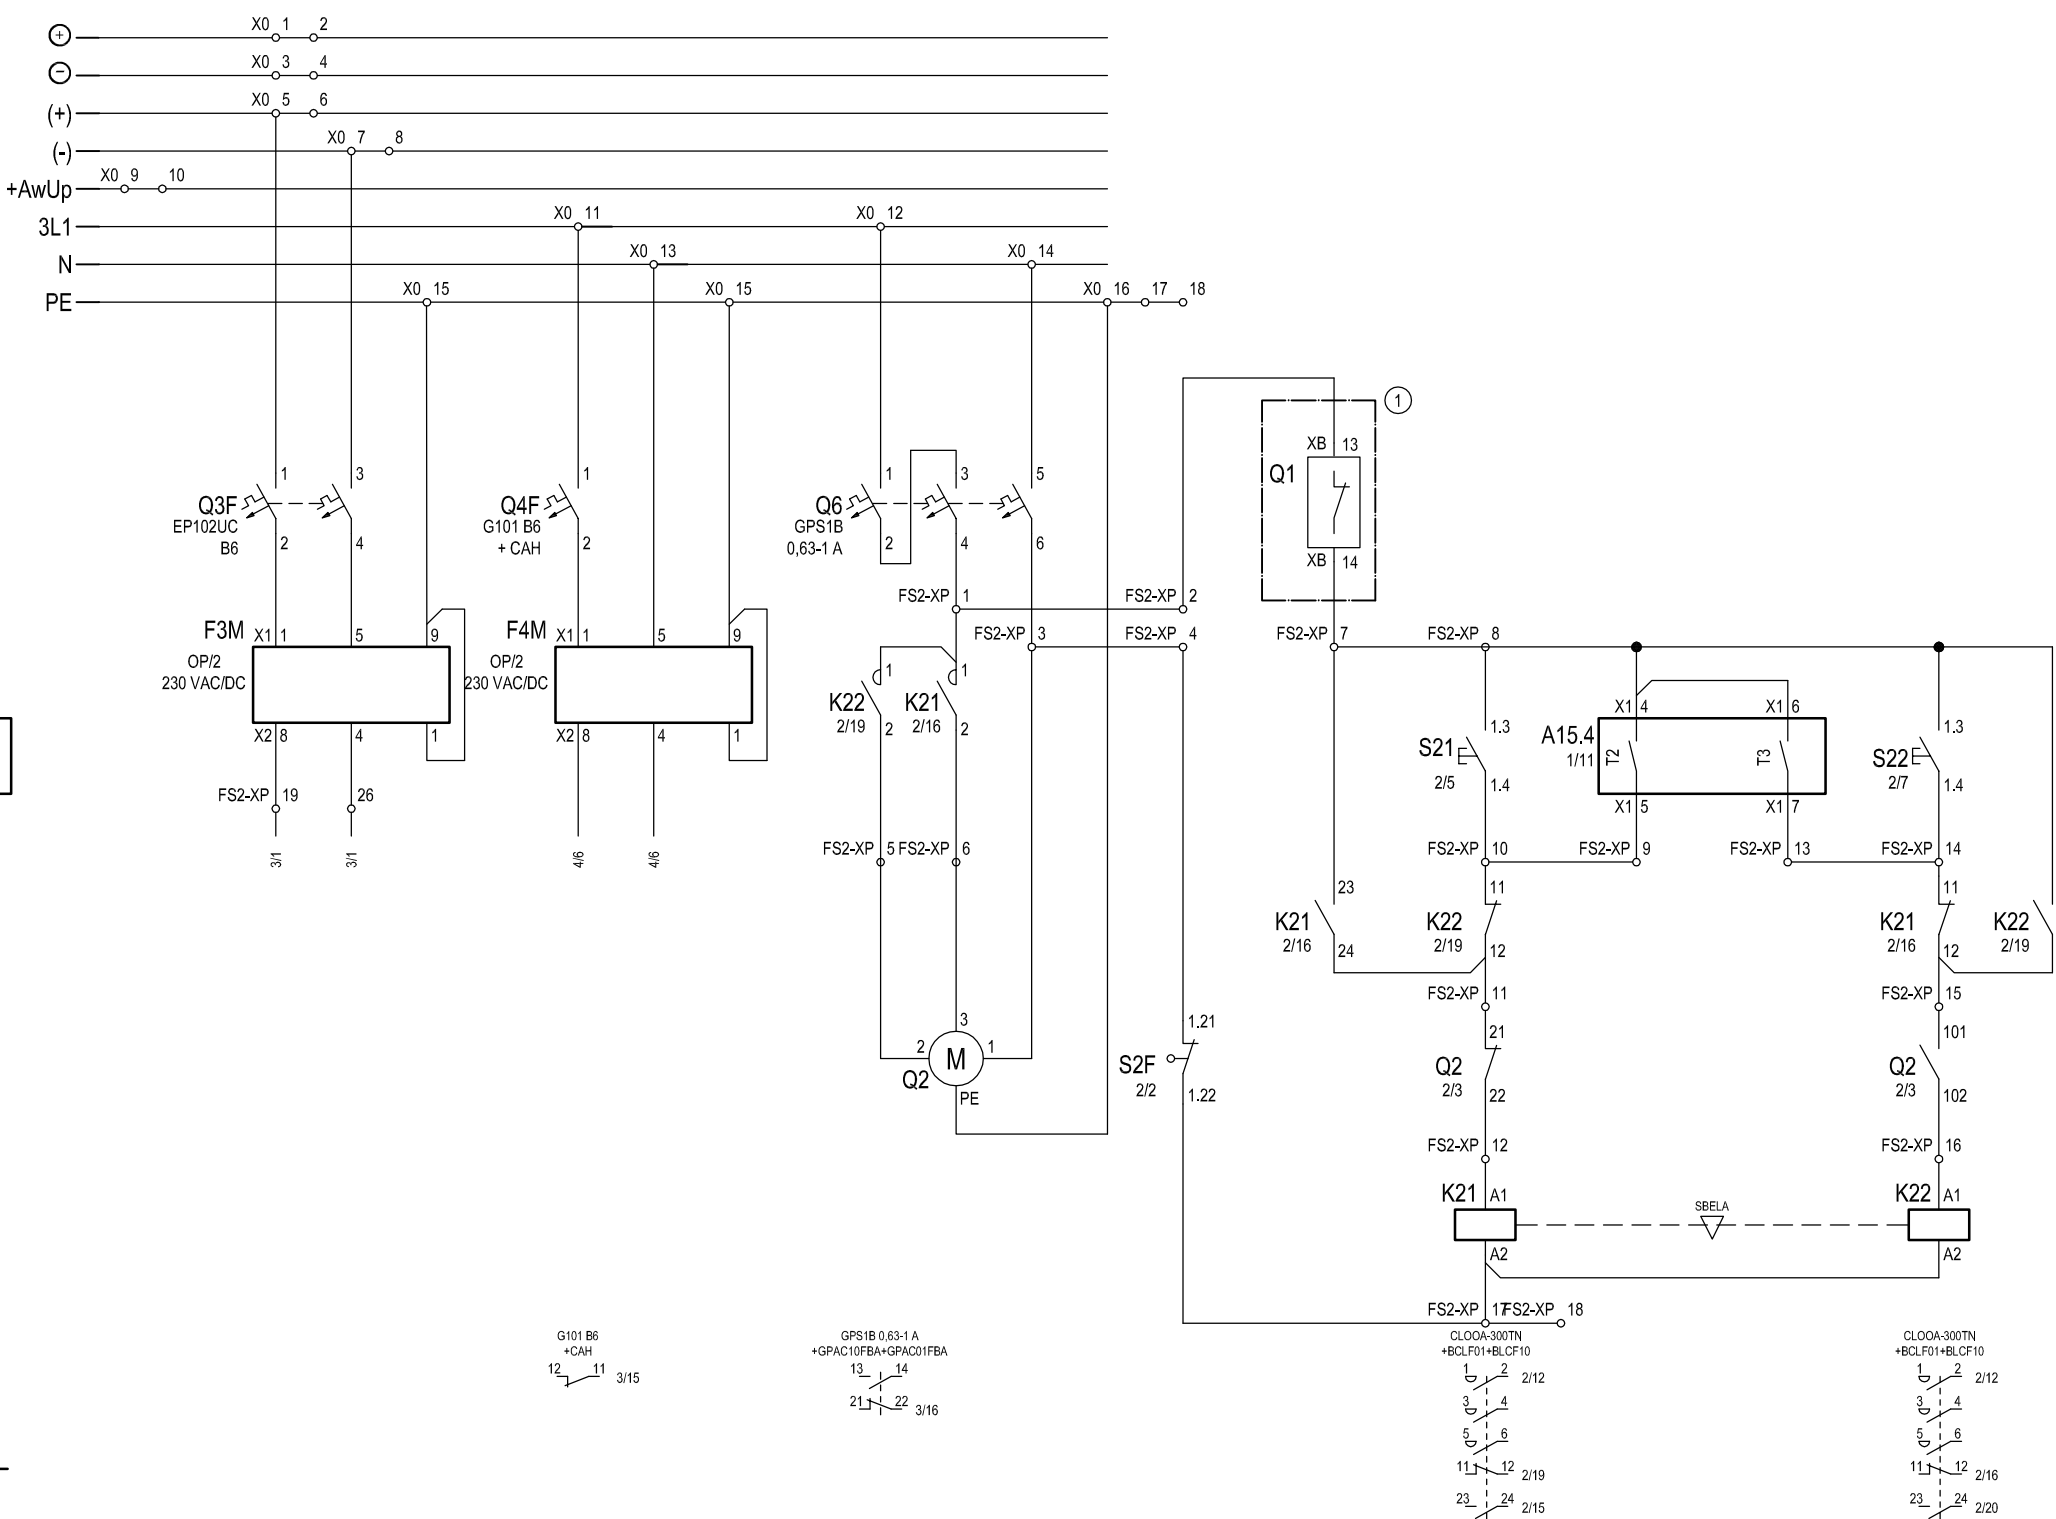 + X0 1 2
− X0 3 4
(+) X0 5 6
(-) X0 7 8
+AwUp X0 9 10
3L1 X0 11 X0 12
N X0 13 X0 14
PE X0 15 X0 15 X0 16 17 18
1
XB 13
Q1
XB 14
1 3 1 1 3 5
Q3F Q4F Q6
EP102UC G101 B6 GPS1B
B6 + CAH 0,63-1 A
2 4 2 2 4 6
FS2-XP 1 FS2-XP 2
F3M X1 1 5 9 F4M X1 1 5 9 FS2-XP 3 FS2-XP 4 FS2-XP 7 FS2-XP 8
OP/2 OP/2
230 VAC/DC 230 VAC/DC
1 1
K22 K21
2/19 2 2/16 2
X2 8 4 1 X2 8 4 1
X1 4 X1 6
1.3 1.3
S21 A15.4 T2 T3 S22
2/5 1/11 2/7
1.4 1.4
X1 5 X1 7
FS2-XP 19 26
3/1 3/1 4/6 4/6
FS2-XP 5 FS2-XP 6 FS2-XP 10 FS2-XP 9 FS2-XP 13 FS2-XP 14
23 11 11
K21 K22 K21 K22
2/16 2/19 2/16 2/19
24 12 12
FS2-XP 11 FS2-XP 15
3 1.21 21 101
2 M 1
Q2 S2F Q2 Q2
2/2 2/3 2/3
PE 1.22 22 102
FS2-XP 12 FS2-XP 16
K21 A1 K22 A1
SBELA
A2 A2
FS2-XP 17 FS2-XP 18
G101 B6
+CAH
12 11 3/15
GPS1B 0,63-1 A
+GPAC10FBA+GPAC01FBA
13 14
21 22 3/16
CLOOA-300TN
+BCLF01+BLCF10
1 2 2/12
3 4
5 6
11 12 2/19
23 24 2/15
CLOOA-300TN
+BCLF01+BLCF10
1 2 2/12
3 4
5 6
11 12 2/16
23 24 2/20